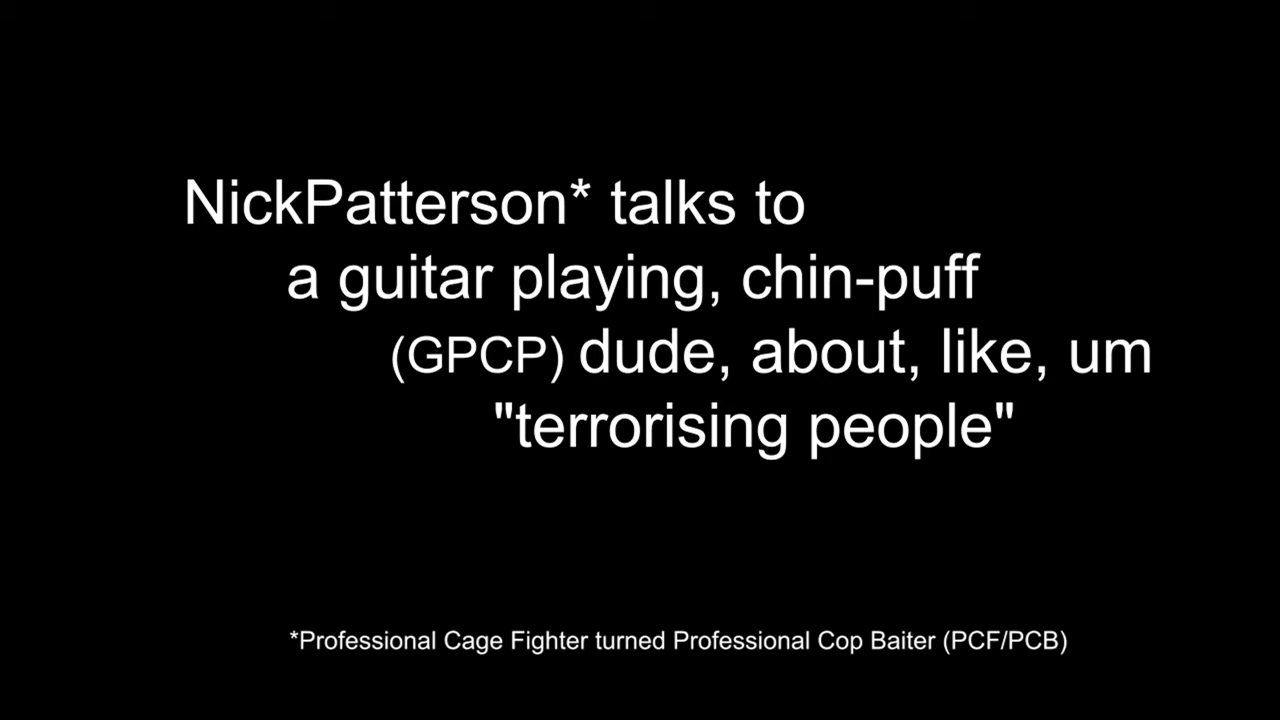 NickPatterson* talks to
a guitar playing, chin-puff
(GPCP) dude, about, like, um
"terrorising people"
*Professional Cage Fighter turned Professional Cop Baiter (PCF/PCB)